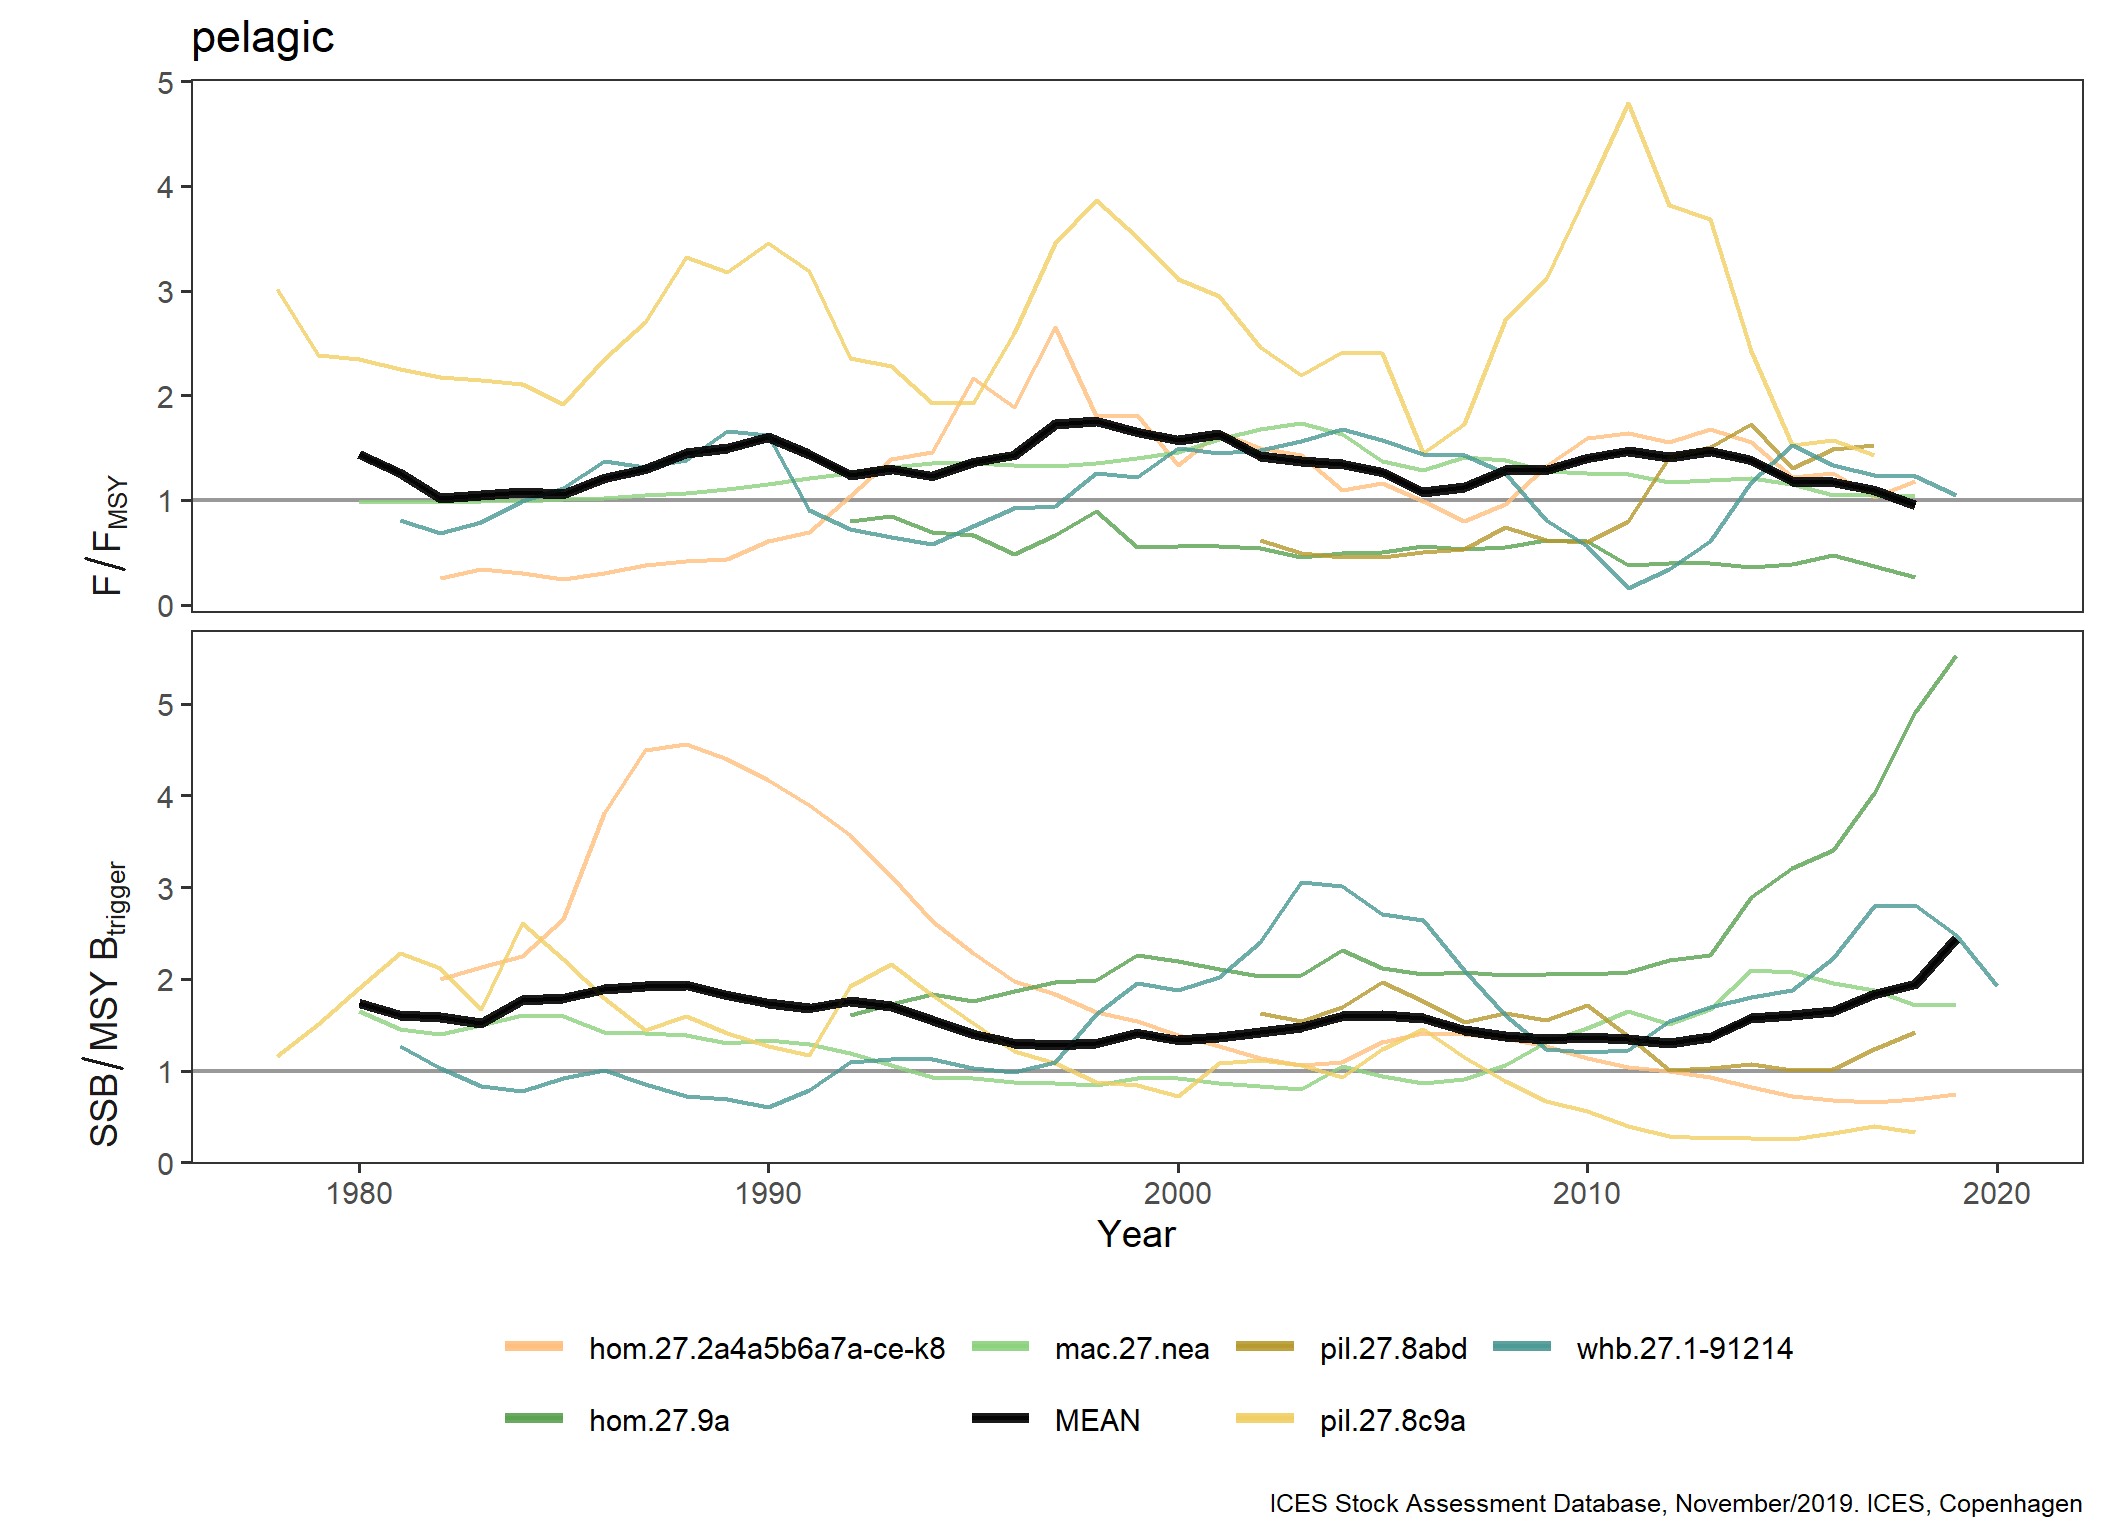 pelagic
5
4
3
2
1
0
F/FMSY
5
4
3
2
1
0
SSB/MSY Btrigger
1980 1990 2000 2010 2020
Year
hom.27.2a4a5b6a7a-ce-k8 mac.27.nea pil.27.8abd whb.27.1-91214
hom.27.9a MEAN pil.27.8c9a
ICES Stock Assessment Database, November/2019. ICES, Copenhagen